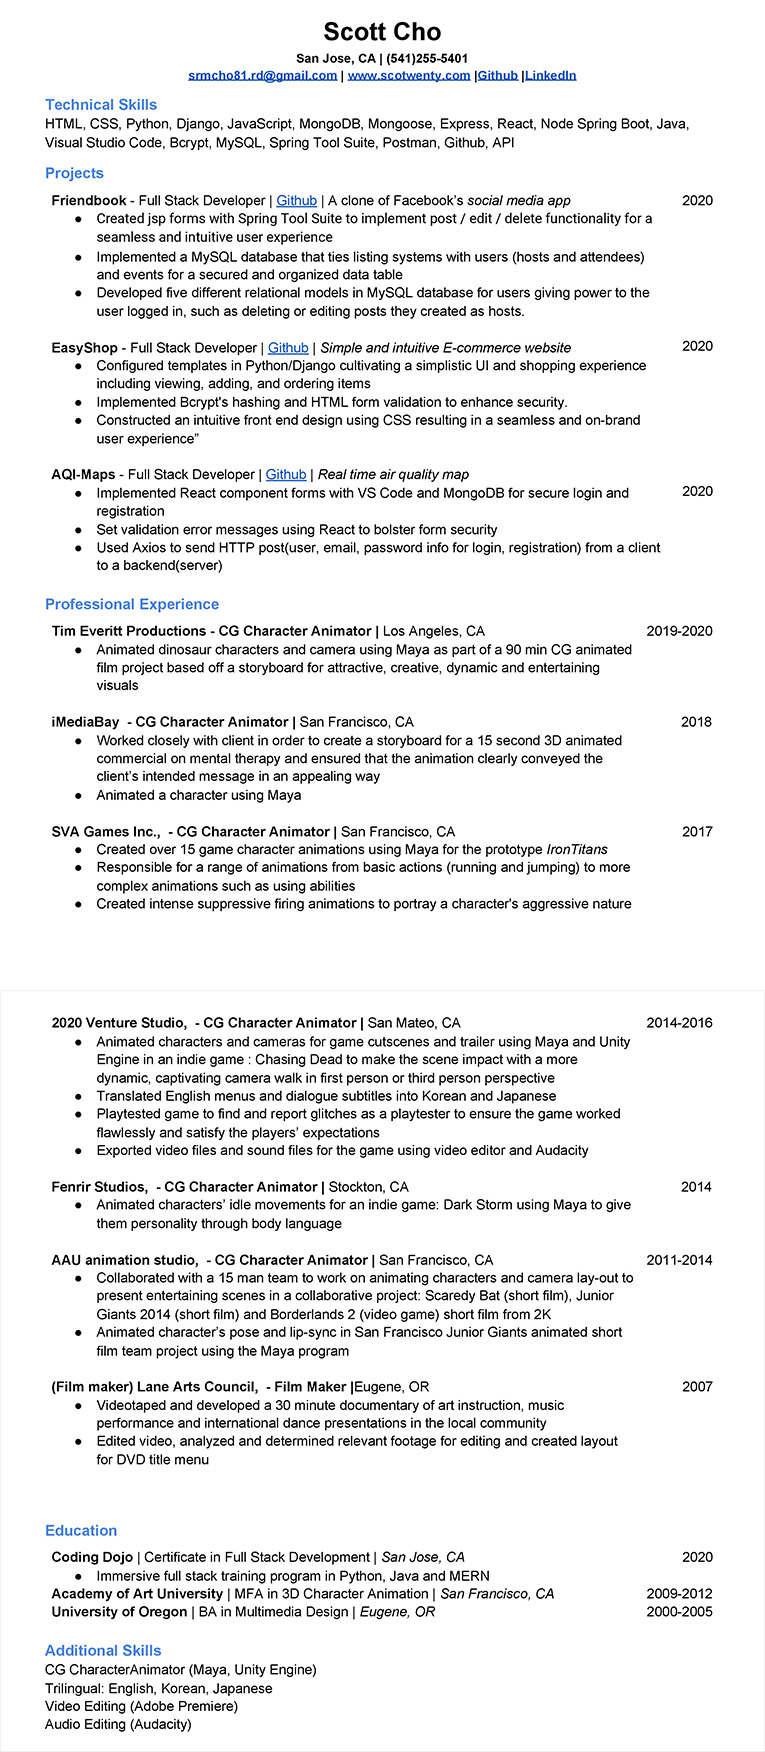 Scott Cho
San Jose, CA | (541)255-5401
srmcho81.rd@gmail.com | www.scotwenty.com |Github |LinkedIn
Technical Skills
HTML, CSS, Python, Django, JavaScript, MongoDB, Mongoose, Express, React, Node Spring Boot, Java,
Visual Studio Code, Bcrypt, MySQL, Spring Tool Suite, Postman, Github, API
Projects
Friendbook - Full Stack Developer | Github | A clone of Facebook's social media app 2020
● Created jsp forms with Spring Tool Suite to implement post / edit / delete functionality for a
seamless and intuitive user experience
● Implemented a MySQL database that ties listing systems with users (hosts and attendees)
and events for a secured and organized data table
● Developed five different relational models in MySQL database for users giving power to the
user logged in, such as deleting or editing posts they created as hosts.
EasyShop - Full Stack Developer | Github | Simple and intuitive E-commerce website 2020
● Configured templates in Python/Django cultivating a simplistic UI and shopping experience
including viewing, adding, and ordering items
● Implemented Bcrypt's hashing and HTML form validation to enhance security.
● Constructed an intuitive front end design using CSS resulting in a seamless and on-brand
user experience”
AQI-Maps - Full Stack Developer | Github | Real time air quality map
● Implemented React component forms with VS Code and MongoDB for secure login and 2020
registration
● Set validation error messages using React to bolster form security
● Used Axios to send HTTP post(user, email, password info for login, registration) from a client
to a backend(server)
Professional Experience
Tim Everitt Productions - CG Character Animator | Los Angeles, CA 2019-2020
● Animated dinosaur characters and camera using Maya as part of a 90 min CG animated
film project based off a storyboard for attractive, creative, dynamic and entertaining
visuals
iMediaBay - CG Character Animator | San Francisco, CA 2018
● Worked closely with client in order to create a storyboard for a 15 second 3D animated
commercial on mental therapy and ensured that the animation clearly conveyed the
client's intended message in an appealing way
● Animated a character using Maya
SVA Games Inc., - CG Character Animator | San Francisco, CA 2017
● Created over 15 game character animations using Maya for the prototype IronTitans
● Responsible for a range of animations from basic actions (running and jumping) to more
complex animations such as using abilities
● Created intense suppressive firing animations to portray a character's aggressive nature
2020 Venture Studio, - CG Character Animator | San Mateo, CA 2014-2016
● Animated characters and cameras for game cutscenes and trailer using Maya and Unity
Engine in an indie game : Chasing Dead to make the scene impact with a more
dynamic, captivating camera walk in first person or third person perspective
● Translated English menus and dialogue subtitles into Korean and Japanese
● Playtested game to find and report glitches as a playtester to ensure the game worked
flawlessly and satisfy the players' expectations
● Exported video files and sound files for the game using video editor and Audacity
Fenrir Studios, - CG Character Animator | Stockton, CA 2014
● Animated characters' idle movements for an indie game: Dark Storm using Maya to give
them personality through body language
AAU animation studio, - CG Character Animator | San Francisco, CA 2011-2014
● Collaborated with a 15 man team to work on animating characters and camera lay-out to
present entertaining scenes in a collaborative project: Scaredy Bat (short film), Junior
Giants 2014 (short film) and Borderlands 2 (video game) short film from 2K
● Animated character's pose and lip-sync in San Francisco Junior Giants animated short
film team project using the Maya program
(Film maker) Lane Arts Council, - Film Maker |Eugene, OR 2007
● Videotaped and developed a 30 minute documentary of art instruction, music
performance and international dance presentations in the local community
● Edited video, analyzed and determined relevant footage for editing and created layout
for DVD title menu
Education
Coding Dojo | Certificate in Full Stack Development | San Jose, CA 2020
● Immersive full stack training program in Python, Java and MERN
Academy of Art University | MFA in 3D Character Animation | San Francisco, CA 2009-2012
University of Oregon | BA in Multimedia Design | Eugene, OR 2000-2005
Additional Skills
CG CharacterAnimator (Maya, Unity Engine)
Trilingual: English, Korean, Japanese
Video Editing (Adobe Premiere)
Audio Editing (Audacity)